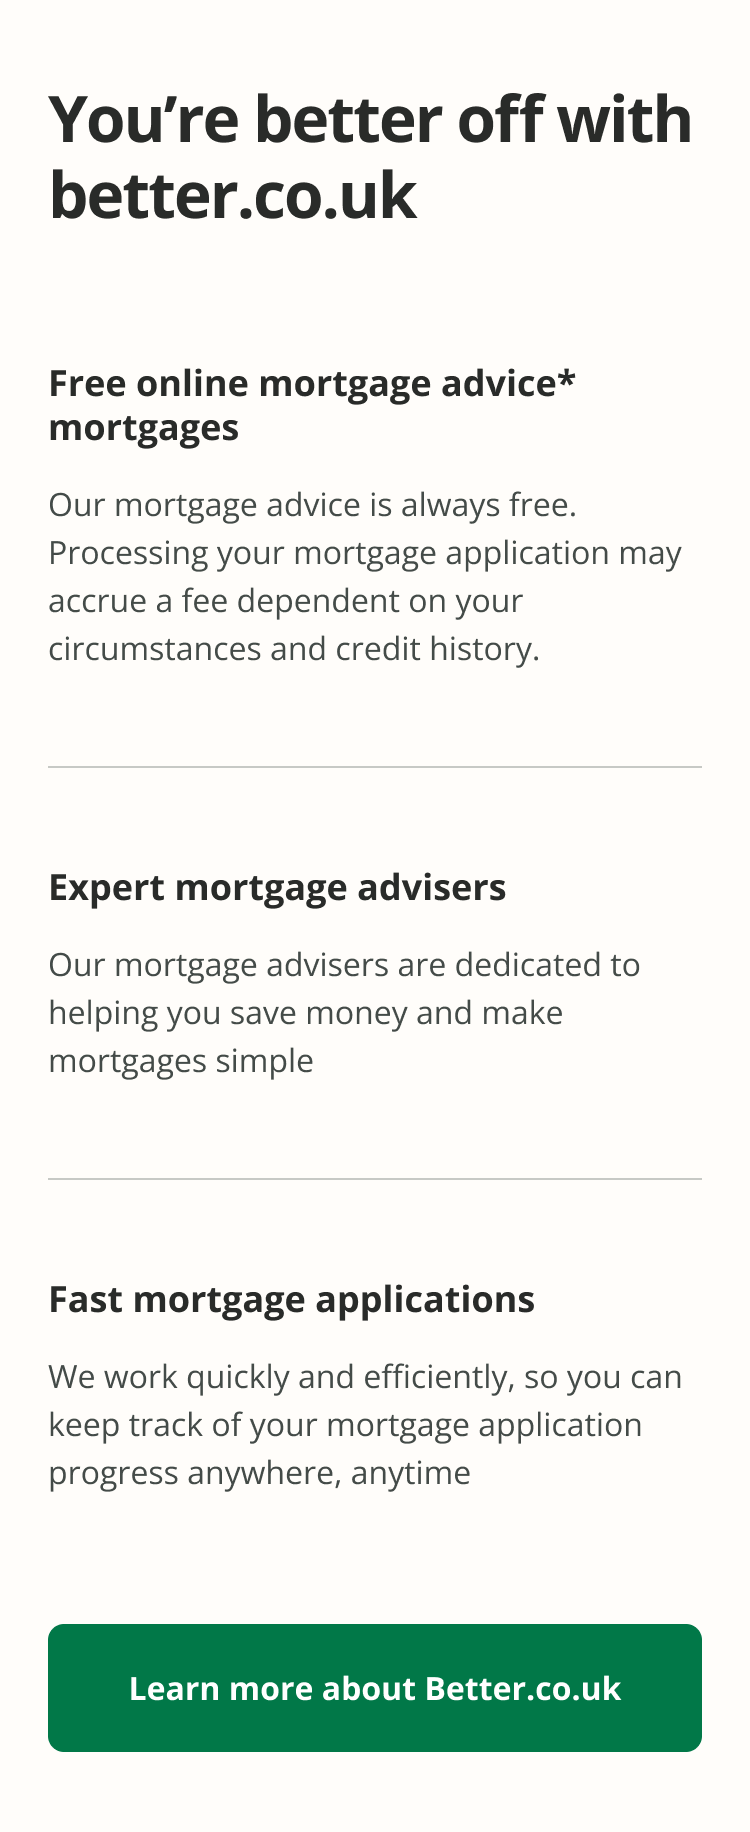 You’re better off with
better.co.uk
Free online mortgage advice*
mortgages
Our mortgage advice is always free.
Processing your mortgage application may
accrue a fee dependent on your
circumstances and credit history.
Expert mortgage advisers
Our mortgage advisers are dedicated to
helping you save money and make
mortgages simple
Fast mortgage applications
We work quickly and efficiently, so you can
keep track of your mortgage application
progress anywhere, anytime
Learn more about Better.co.uk